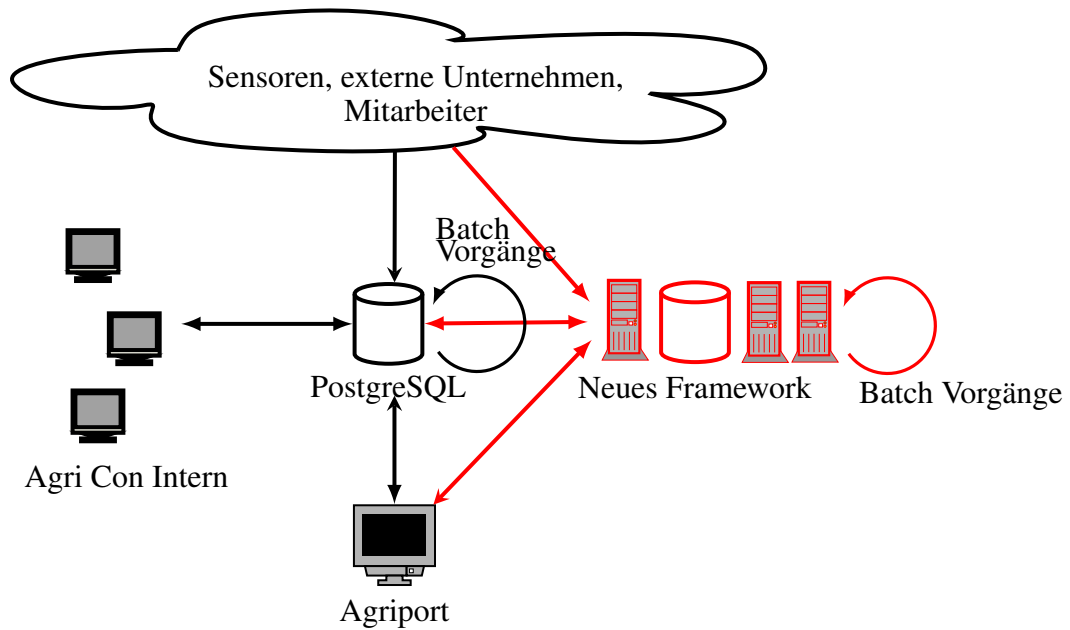 Sensoren, externe Unternehmen,
Mitarbeiter
Batch
Vorgänge
PostgreSQL
Neues Framework
Batch Vorgänge
Agri Con Intern
Agriport